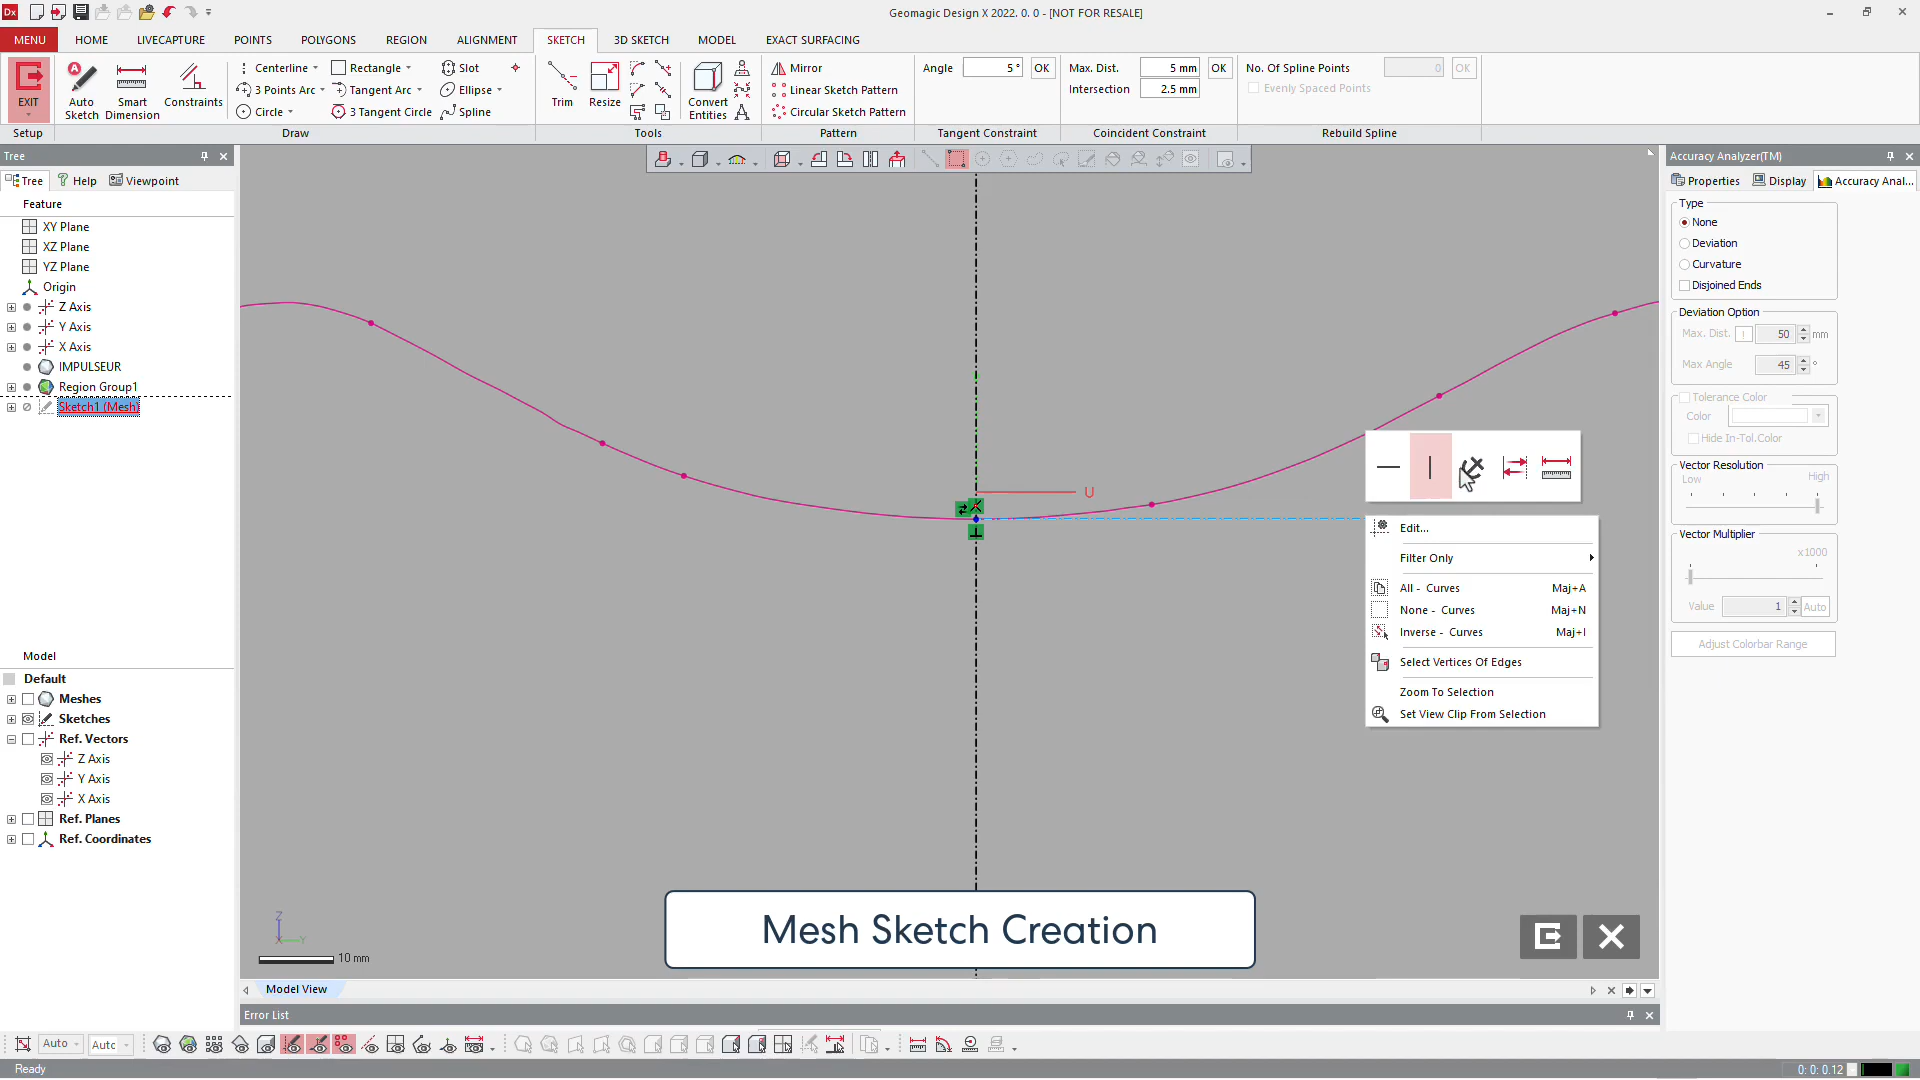 Dx
Geomagic Design X 2022. 0. 0 - [NOT FOR RESALE]
MENU HOME LIVECAPTURE POINTS POLYGONS REGION ALIGNMENT SKETCH 3D SKETCH MODEL EXACT SURFACING
EXIT
Setup
Auto Sketch
Smart Dimension
Constraints
Centerline
3 Points Arc
Circle
Rectangle
Tangent Arc
3 Tangent Circle
Slot
Ellipse
Spline
Draw
Trim
Resize
Convert Entities
Tools
Mirror
Linear Sketch Pattern
Circular Sketch Pattern
Pattern
Angle 5 ° OK
Tangent Constraint
Max. Dist. 5 mm OK
Intersection 2.5 mm
Coincident Constraint
No. Of Spline Points 0 OK
Evenly Spaced Points
Rebuild Spline
Tree
Tree Help Viewpoint
Feature
XY Plane
XZ Plane
YZ Plane
Origin
Z Axis
Y Axis
X Axis
IMPULSEUR
Region Group1
Sketch1 (Mesh)
Model
Default
Meshes
Sketches
Ref. Vectors
Z Axis
Y Axis
X Axis
Ref. Planes
Ref. Coordinates
U
Edit...
Filter Only
All - Curves Maj+A
None - Curves Maj+N
Inverse - Curves Maj+I
Select Vertices Of Edges
Zoom To Selection
Set View Clip From Selection
Z
X Y
10 mm
Mesh Sketch Creation
Model View
Error List
Accuracy Analyzer(TM)
Properties Display Accuracy Anal...
Type
None
Deviation
Curvature
Disjoined Ends
Deviation Option
Max. Dist. 50 mm
Max Angle 45 °
Tolerance Color
Color
Hide In-Tol.Color
Vector Resolution
Low High
Vector Multiplier
x1000
Value 1 Auto
Adjust Colorbar Range
Auto Autc
Ready
0: 0: 0.12